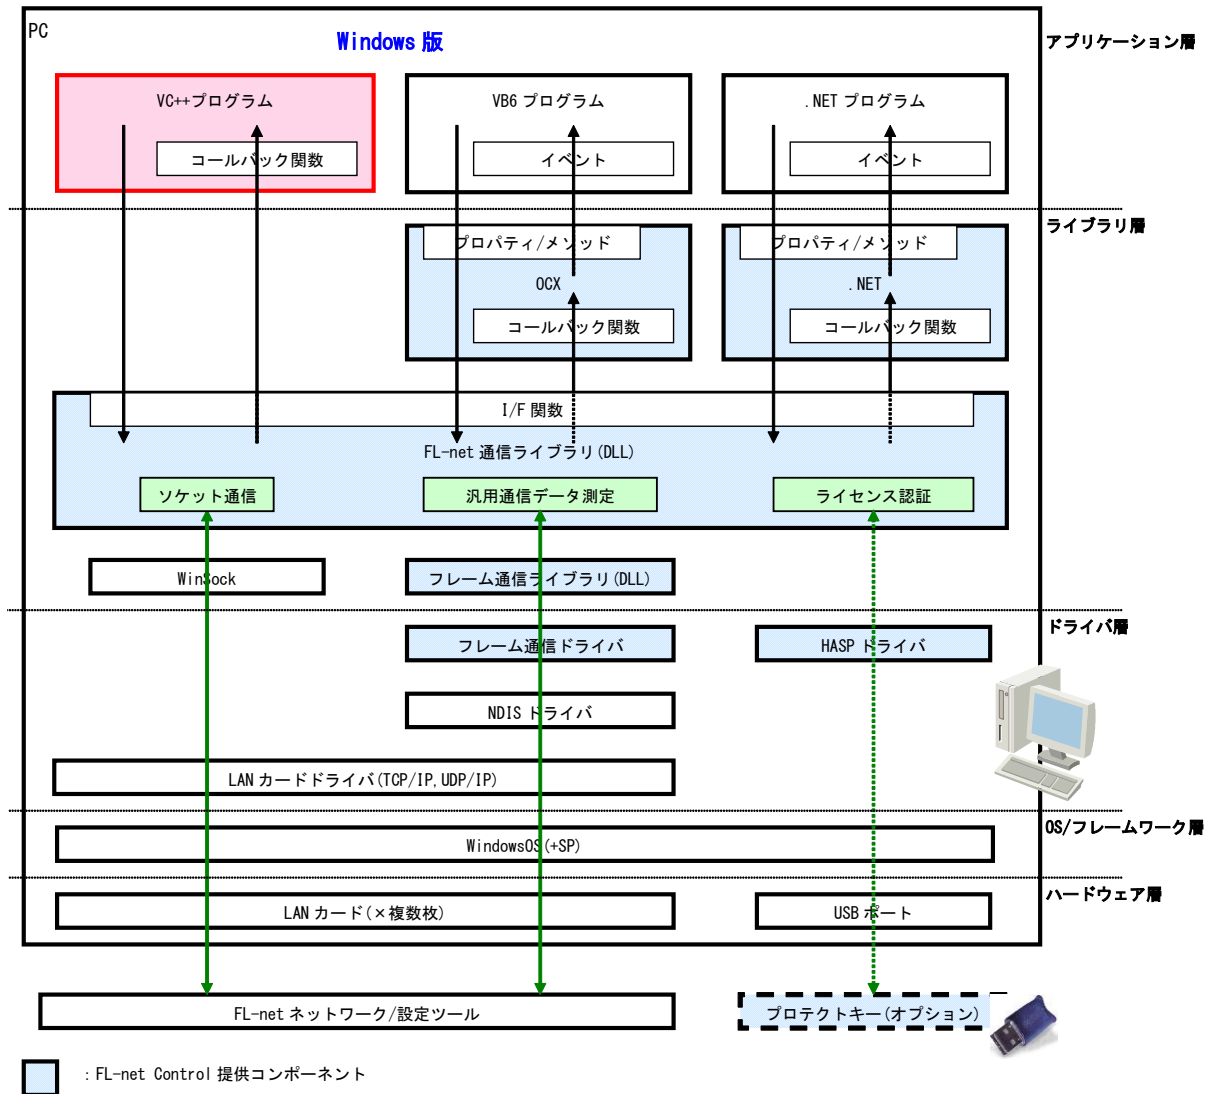 PC
Windows 版
アプリケーション層
VC++プログラム
VB6 プログラム
.NET プログラム
コールバック関数
イベント
イベント
ライブラリ層
プロパティ/メソッド
プロパティ/メソッド
OCX
.NET
コールバック関数
コールバック関数
I/F 関数
FL-net 通信ライブラリ(DLL)
ソケット通信
汎用通信データ測定
ライセンス認証
WinSock
フレーム通信ライブラリ(DLL)
ドライバ層
フレーム通信ドライバ
HASP ドライバ
NDIS ドライバ
LAN カードドライバ(TCP/IP,UDP/IP)
OS/フレームワーク層
WindowsOS(+SP)
ハードウェア層
LAN カード(×複数枚)
USB ポート
FL-net ネットワーク/設定ツール
プロテクトキー(オプション)
：FL-net Control 提供コンポーネント